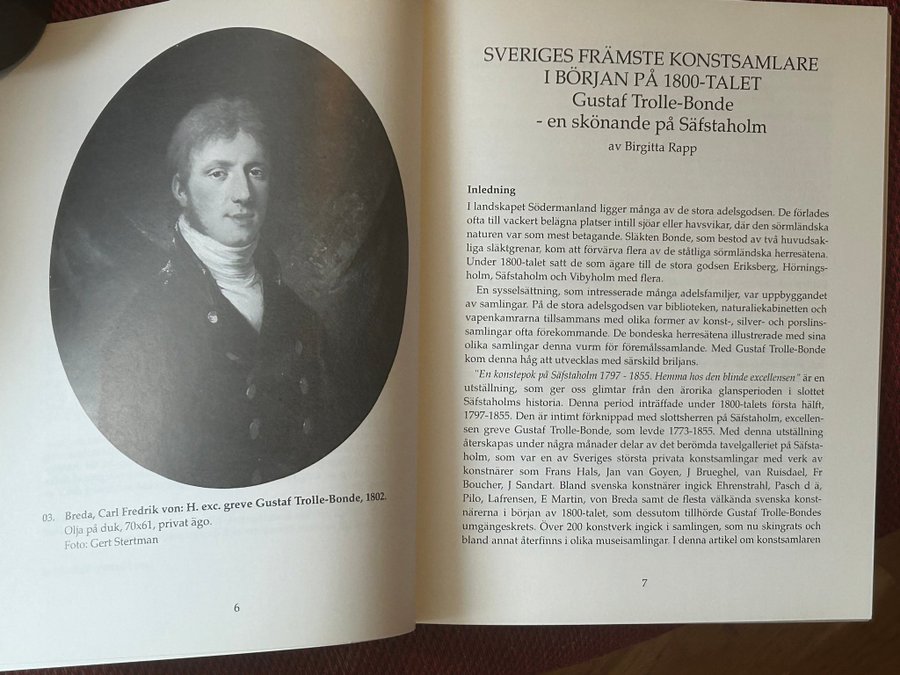 03. Breda, Carl Fredrik von: H. exc. greve Gustaf Trolle-Bonde, 1802.
Olja på duk, 70x61, privat ägo.
Foto: Gert Stertman
6
SVERIGES FRÄMSTE KONSTSAMLARE
I BÖRJAN PÅ 1800-TALET
Gustaf Trolle-Bonde
- en skönande på Säfstaholm
av Birgitta Rapp
Inledning
I landskapet Södermanland ligger många av de stora adelsgodsen. De förlades
ofta till vackert belägna platser intill sjöar eller havsvikar, där den sörmländska
naturen var som mest betagande. Släkten Bonde, som bestod av två huvudsak-
liga släktgrenar, kom att förvärva flera av de ståtliga sörmländska herresätena.
Under 1800-talet satt de som ägare till de stora godsen Eriksberg, Hörnings-
holm, Säfstaholm och Vibyholm med flera.
En sysselsättning, som intresserade många adelsfamiljer, var uppbyggandet
av samlingar. På de stora adelsgodsen var biblioteken, naturaliekabinetten och
vapenkamrarna tillsammans med olika former av konst-, silver- och porslins-
samlingar ofta förekommande. De bondeska herresätena illustrerade med sina
olika samlingar denna vurm för föremålssamlande. Med Gustaf Trolle-Bonde
kom denna håg att utvecklas med särskild briljans.
"En konstepok på Säfstaholm 1797 - 1855. Hemma hos den blinde excellensen" är en
utställning, som ger oss glimtar från den ärorika glansperioden i slottet
Säfstaholms historia. Denna period inträffade under 1800-talets första hälft,
1797-1855. Den är intimt förknippad med slottsherren på Säfstaholm, excellen-
sen greve Gustaf Trolle-Bonde, som levde 1773-1855. Med denna utställning
återskapas under några månader delar av det berömda tavelgalleriet på Säfsta-
holm, som var en av Sveriges största privata konstsamlingar med verk av
konstnärer som Frans Hals, Jan van Goyen, J Brueghel, van Ruisdael, Fr
Boucher, J Sandart. Bland svenska konstnärer ingick Ehrenstrahl, Pasch d ä,
Pilo, Lafrensen, E Martin, von Breda samt de flesta välkända svenska konst-
närerna i början av 1800-talet, som dessutom tillhörde Gustaf Trolle-Bondes
umgängeskrets. Över 200 konstverk ingick i samlingen, som nu skingrats och
bland annat återfinns i olika museisamlingar. I denna artikel om konstsamlaren
7